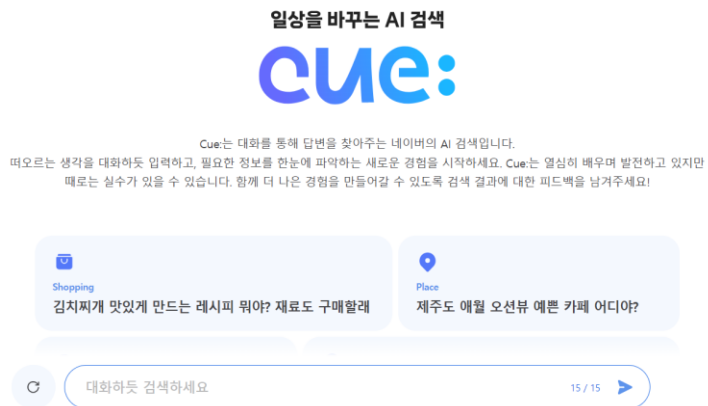 일상을 바꾸는 AI 검색
cue:
Cue:는 대화를 통해 답변을 찾아주는 네이버의 AI 검색입니다.
떠오르는 생각을 대화하듯 입력하고, 필요한 정보를 한눈에 파악하는 새로운 경험을 시작하세요. Cue:는 열심히 배우며 발전하고 있지만
때로는 실수가 있을 수 있습니다. 함께 더 나은 경험을 만들어갈 수 있도록 검색 결과에 대한 피드백을 남겨주세요!
Shopping
김치찌개 맛있게 만드는 레시피 뭐야? 재료도 구매할래
Place
제주도 애월 오션뷰 예쁜 카페 어디야?
대화하듯 검색하세요
15 / 15